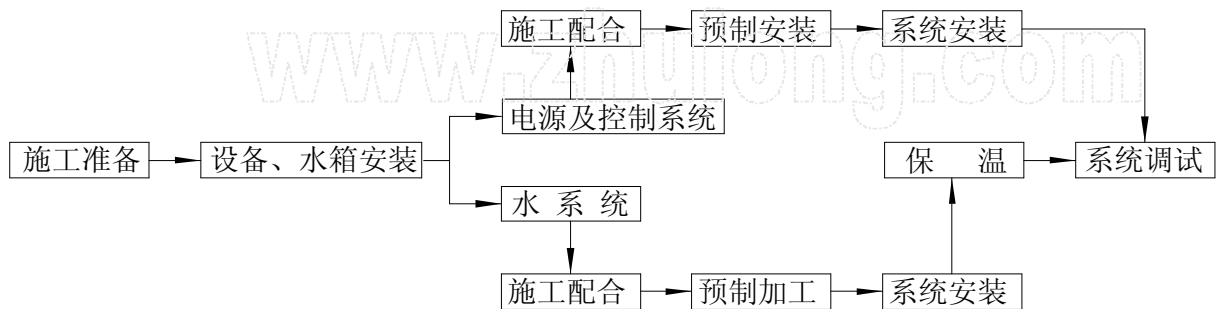 施工配合
预制安装
系统安装
www.zhulong.com
电源及控制系统
施工准备
设备、水箱安装
保 温
系统调试
水 系 统
施工配合
预制加工
系统安装